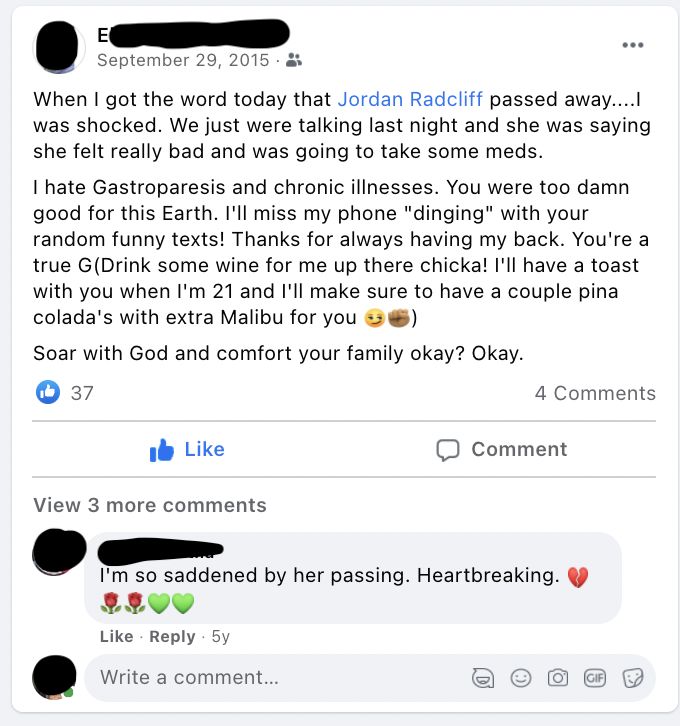 E
September 29, 2015 ·
When I got the word today that Jordan Radcliff passed away....I
was shocked. We just were talking last night and she was saying
she felt really bad and was going to take some meds.
I hate Gastroparesis and chronic illnesses. You were too damn
good for this Earth. I'll miss my phone "dinging" with your
random funny texts! Thanks for always having my back. You're a
true G(Drink some wine for me up there chicka! I'll have a toast
with you when I'm 21 and I'll make sure to have a couple pina
colada's with extra Malibu for you 😏✊🏾)
Soar with God and comfort your family okay? Okay.
37
4 Comments
Like
Comment
View 3 more comments
I'm so saddened by her passing. Heartbreaking. 💔
🌹🌹💚💚
Like · Reply · 5y
Write a comment...
GIF